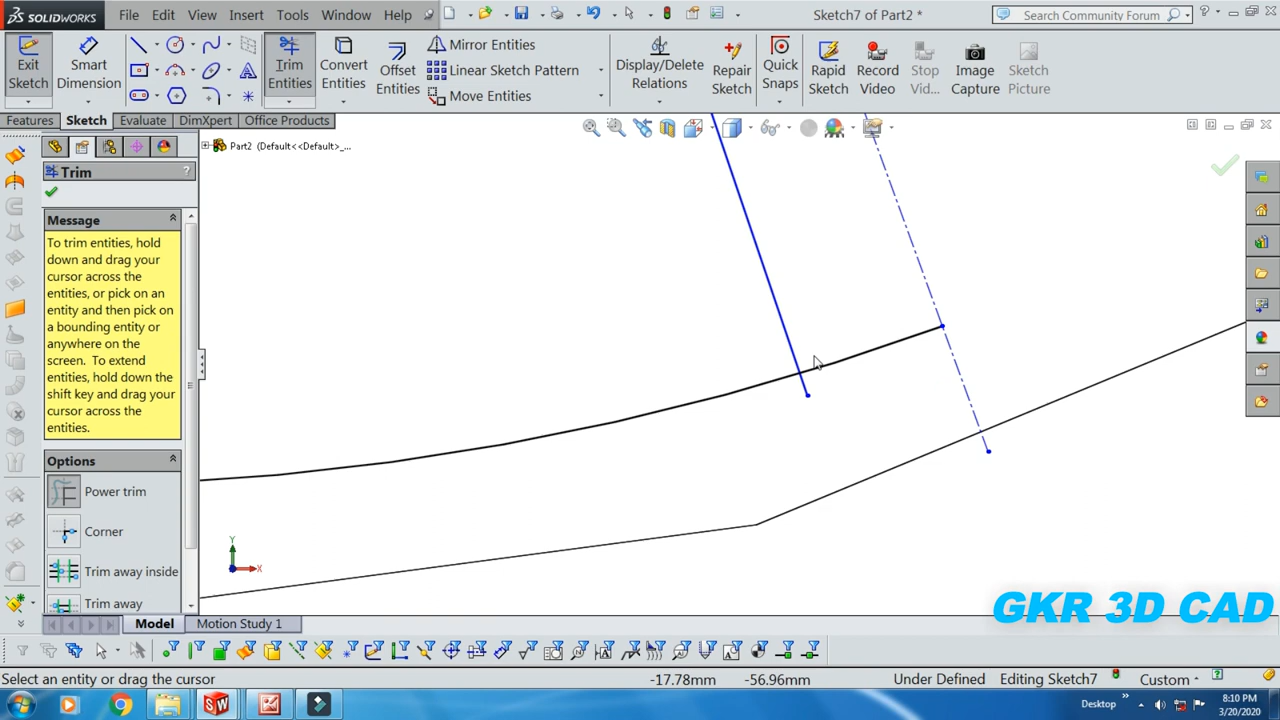 SOLIDWORKS
File Edit View Insert Tools Window Help
Sketch7 of Part2 *
Search Community Forum
Exit Sketch
Smart Dimension
Trim Entities
Convert Entities
Offset Entities
Mirror Entities
Linear Sketch Pattern
Move Entities
Display/Delete Relations
Repair Sketch
Quick Snaps
Rapid Sketch
Record Video
Stop Vid...
Image Capture
Sketch Picture
Features Sketch Evaluate DimXpert Office Products
Part2 (Default<<Default>_...
Trim ?
Message
To trim entities, hold
down and drag your
cursor across the
entities, or pick on an
entity and then pick on
a bounding entity or
anywhere on the
screen. To extend
entities, hold down the
shift key and drag your
cursor across the
entities.
Options
Power trim
Corner
Trim away inside
Trim away
Y
X
GKR 3D CAD
Model Motion Study 1
Select an entity or drag the cursor -17.78mm -56.96mm Under Defined Editing Sketch7 Custom
Desktop
8:10 PM
3/20/2020